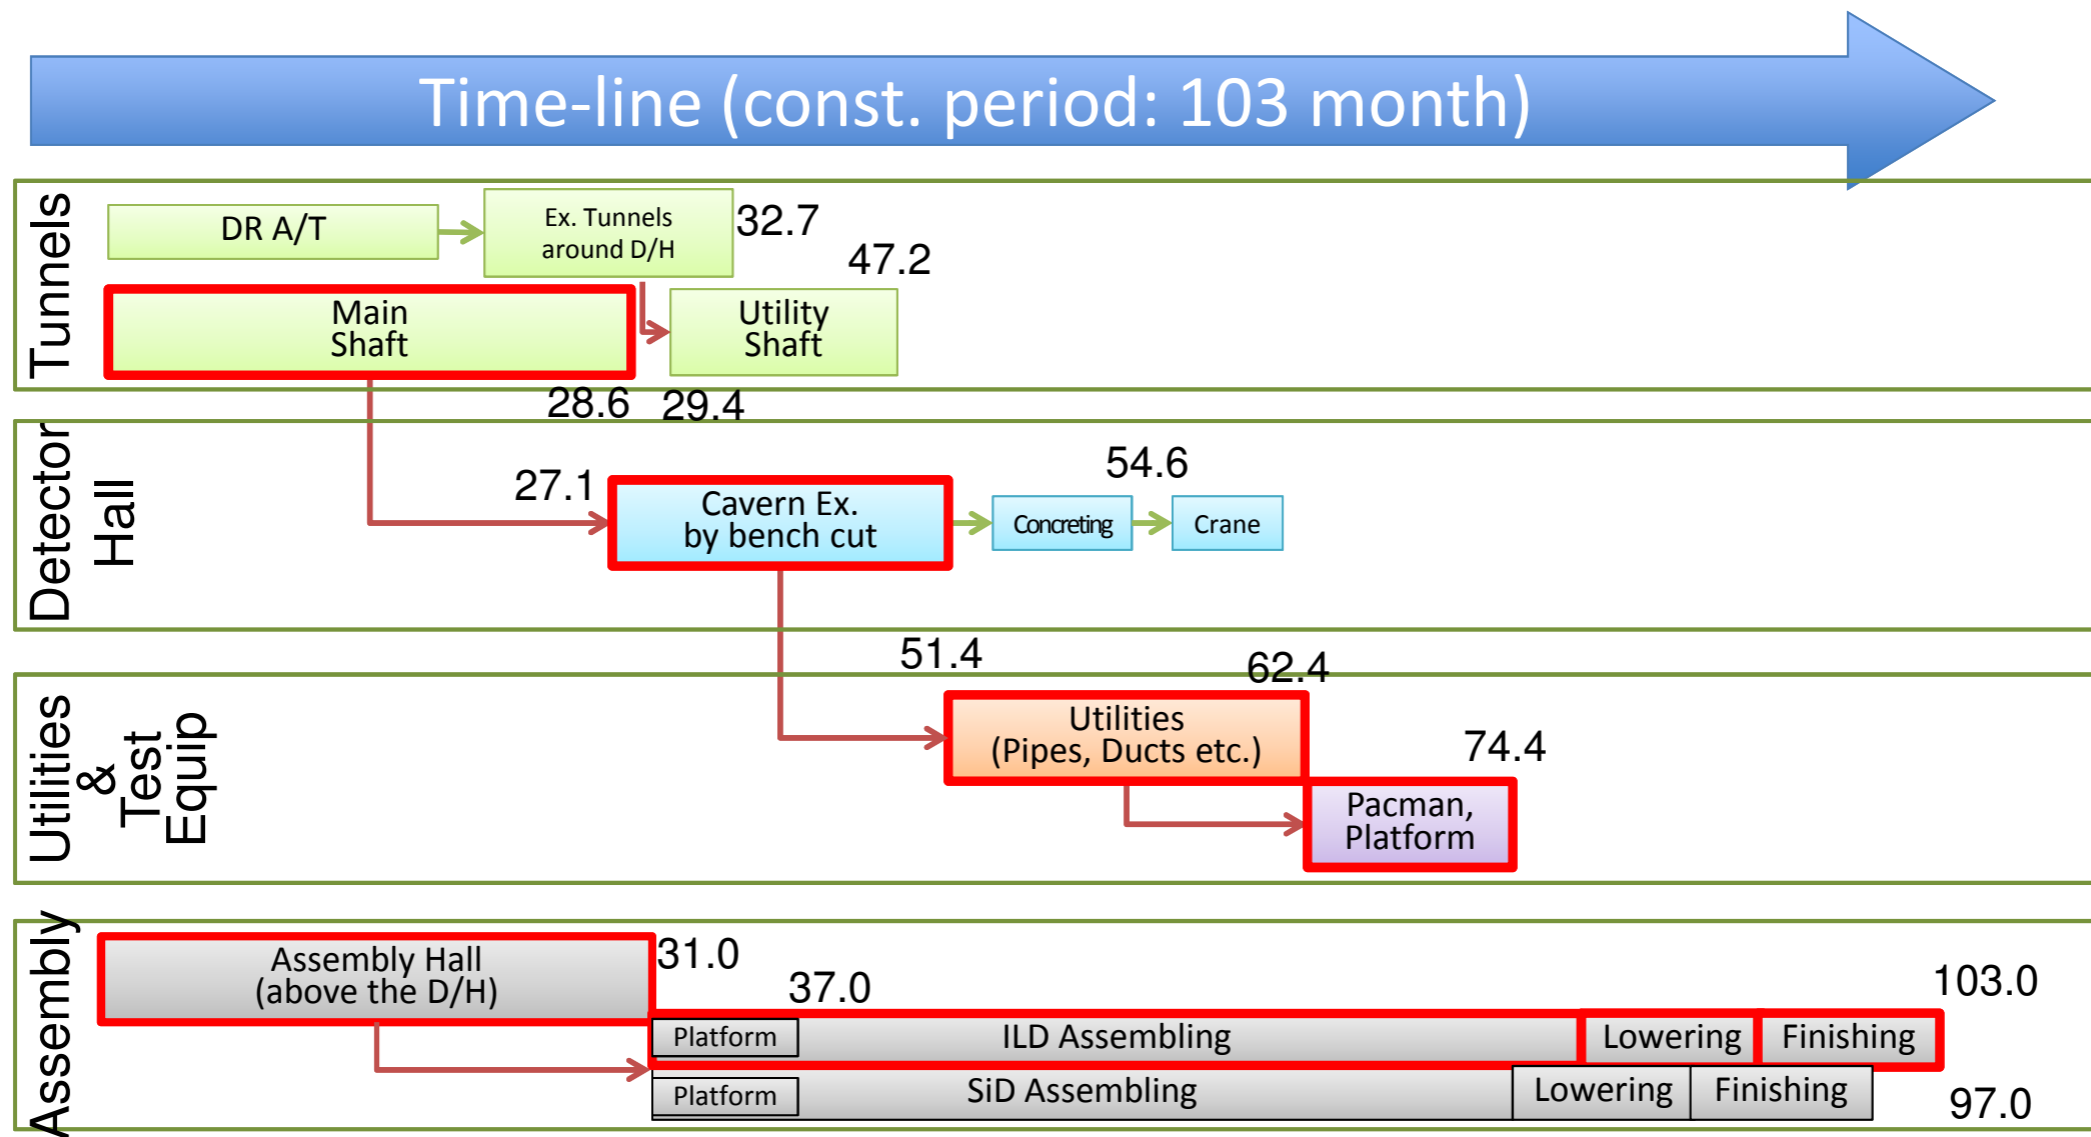 Time-line (const. period: 103 month)
Tunnels
DR A/T
Ex. Tunnels
around D/H
32.7
47.2
Main
Shaft
Utility
Shaft
28.6
29.4
Detector
Hall
27.1
Cavern Ex.
by bench cut
54.6
Concreting
Crane
51.4
62.4
Utilities
&
Test
Equip
Utilities
(Pipes, Ducts etc.)
74.4
Pacman,
Platform
Assembly
Assembly Hall
(above the D/H)
31.0
37.0
103.0
Platform
ILD Assembling
Lowering
Finishing
Platform
SiD Assembling
Lowering
Finishing
97.0